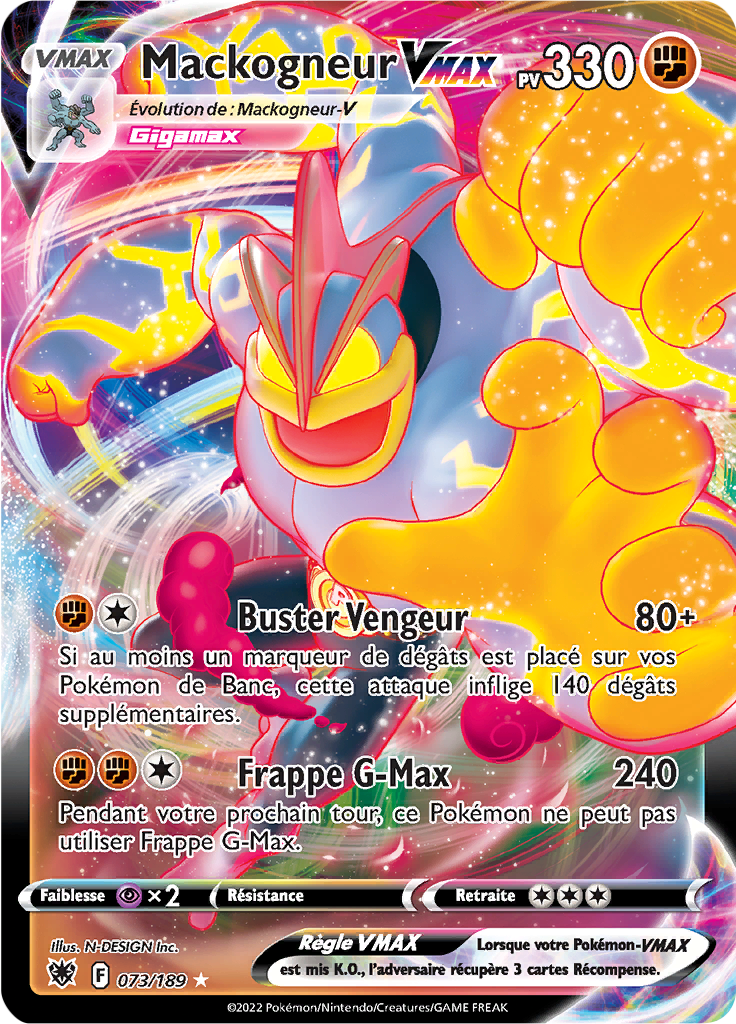 VMAX
Mackogneur VMAX PV 330
Évolution de : Mackogneur-V
Gigamax
Buster Vengeur 80+
Si au moins un marqueur de dégâts est placé sur vos
Pokémon de Banc, cette attaque inflige 140 dégâts
supplémentaires.
Frappe G-Max 240
Pendant votre prochain tour, ce Pokémon ne peut pas
utiliser Frappe G-Max.
Faiblesse ×2 Résistance Retraite
Illus. N-DESIGN Inc.
Règle VMAX Lorsque votre Pokémon-VMAX
est mis K.O., l'adversaire récupère 3 cartes Récompense.
F 073/189 ★
©2022 Pokémon/Nintendo/Creatures/GAME FREAK